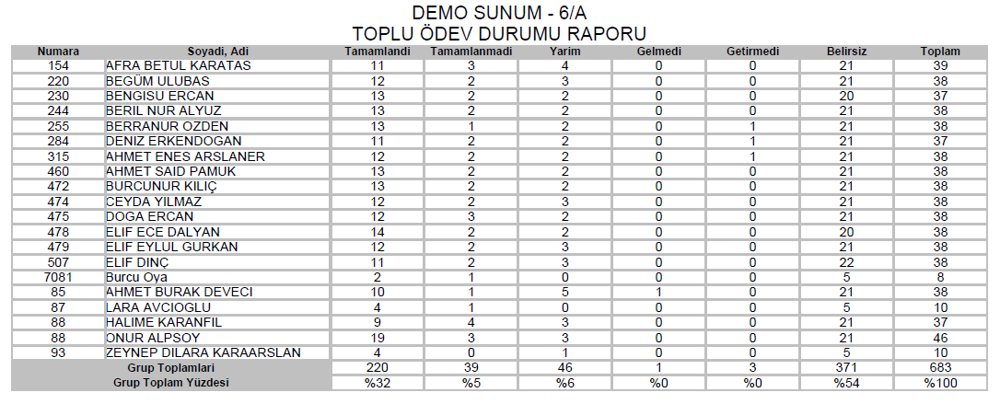 DEMO SUNUM - 6/A
TOPLU ÖDEV DURUMU RAPORU
Numara Soyadi, Adi Tamamlandi Tamamlanmadi Yarim Gelmedi Getirmedi Belirsiz Toplam
154 AFRA BETUL KARATAS 11 3 4 0 0 21 39
220 BEGÜM ULUBAS 12 2 3 0 0 21 38
230 BENGISU ERCAN 13 2 2 0 0 20 37
244 BERIL NUR ALYUZ 13 2 2 0 0 21 38
255 BERRANUR OZDEN 13 1 2 0 1 21 38
284 DENIZ ERKENDOGAN 11 2 2 0 1 21 37
315 AHMET ENES ARSLANER 12 2 2 0 1 21 38
460 AHMET SAID PAMUK 13 2 2 0 0 21 38
472 BURCUNUR KILIÇ 13 2 2 0 0 21 38
474 CEYDA YILMAZ 12 2 3 0 0 21 38
475 DOGA ERCAN 12 3 2 0 0 21 38
478 ELIF ECE DALYAN 14 2 2 0 0 20 38
479 ELIF EYLUL GURKAN 12 2 3 0 0 21 38
507 ELIF DINÇ 11 2 3 0 0 22 38
7081 Burcu Oya 2 1 0 0 0 5 8
85 AHMET BURAK DEVECI 10 1 5 1 0 21 38
87 LARA AVCIOGLU 4 1 0 0 0 5 10
88 HALIME KARANFIL 9 4 3 0 0 21 37
88 ONUR ALPSOY 19 3 3 0 0 21 46
93 ZEYNEP DILARA KARAARSLAN 4 0 1 0 0 5 10
Grup Toplamlari 220 39 46 1 3 371 683
Grup Toplam Yüzdesi %32 %5 %6 %0 %0 %54 %100